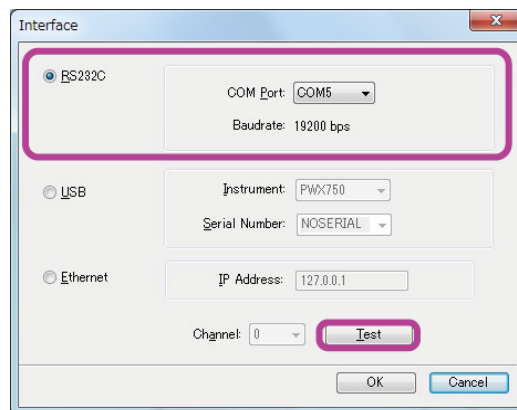 Interface
x
RS232C
COM Port: COM5
Baudrate: 19200 bps
USB
Instrument: PWX750
Serial Number: NOSERIAL
Ethernet
IP Address: 127.0.0.1
Channel: 0 Test
OK Cancel